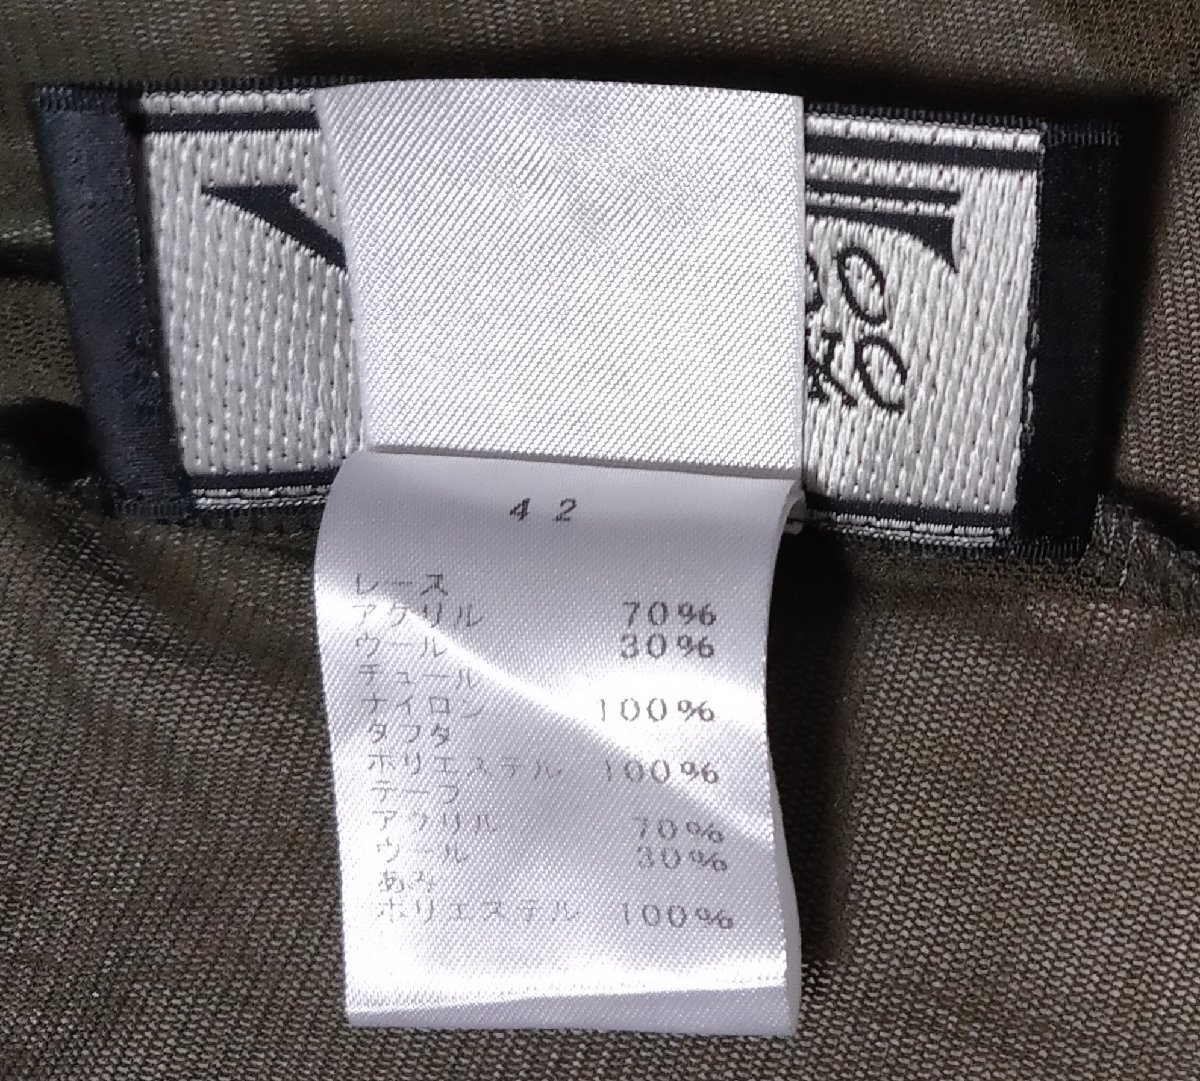 42
レース
アクリル 70%
ウール 30%
チュール
ナイロン 100%
タフタ
ポリエステル 100%
テープ
アクリル 70%
ウール 30%
あみ
ポリエステル 100%